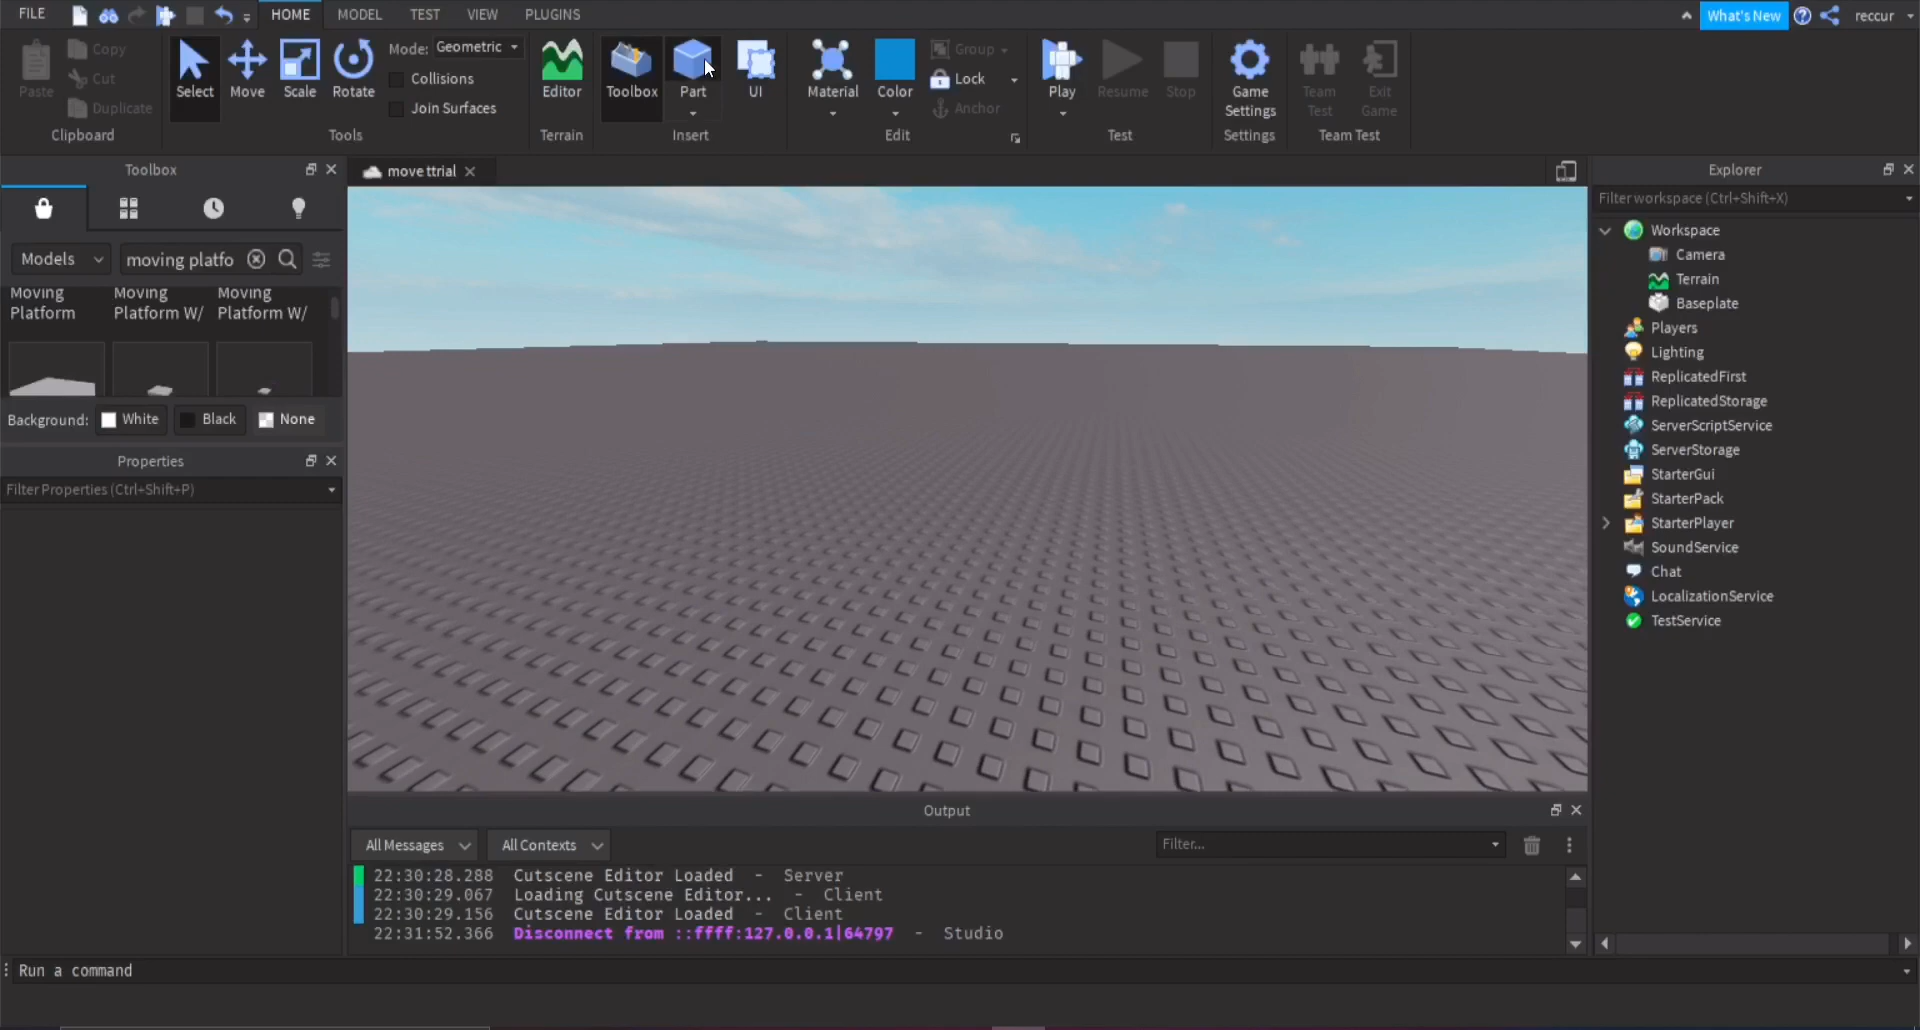 FILE HOME MODEL TEST VIEW PLUGINS What's New reccur
Paste Copy Cut Duplicate
Clipboard
Select Move Scale Rotate
Mode: Geometric
Collisions
Join Surfaces
Tools
Editor
Terrain
Toolbox Part UI
Insert
Material Color Group Lock Anchor
Edit
Play Resume Stop
Test
Game
Settings
Settings
Team
Test
Exit
Game
Team Test
Toolbox
Models moving platfo
Moving
Platform
Moving
Platform W/
Moving
Platform W/
Background: White Black None
Properties
Filter Properties (Ctrl+Shift+P)
move ttrial
Output
All Messages All Contexts Filter...
22:30:28.288 Cutscene Editor Loaded - Server
22:30:29.067 Loading Cutscene Editor... - Client
22:30:29.156 Cutscene Editor Loaded - Client
22:31:52.366 Disconnect from ::ffff:127.0.0.1|64797 - Studio
Explorer
Filter workspace (Ctrl+Shift+X)
Workspace
Camera
Terrain
Baseplate
Players
Lighting
ReplicatedFirst
ReplicatedStorage
ServerScriptService
ServerStorage
StarterGui
StarterPack
StarterPlayer
SoundService
Chat
LocalizationService
TestService
Run a command